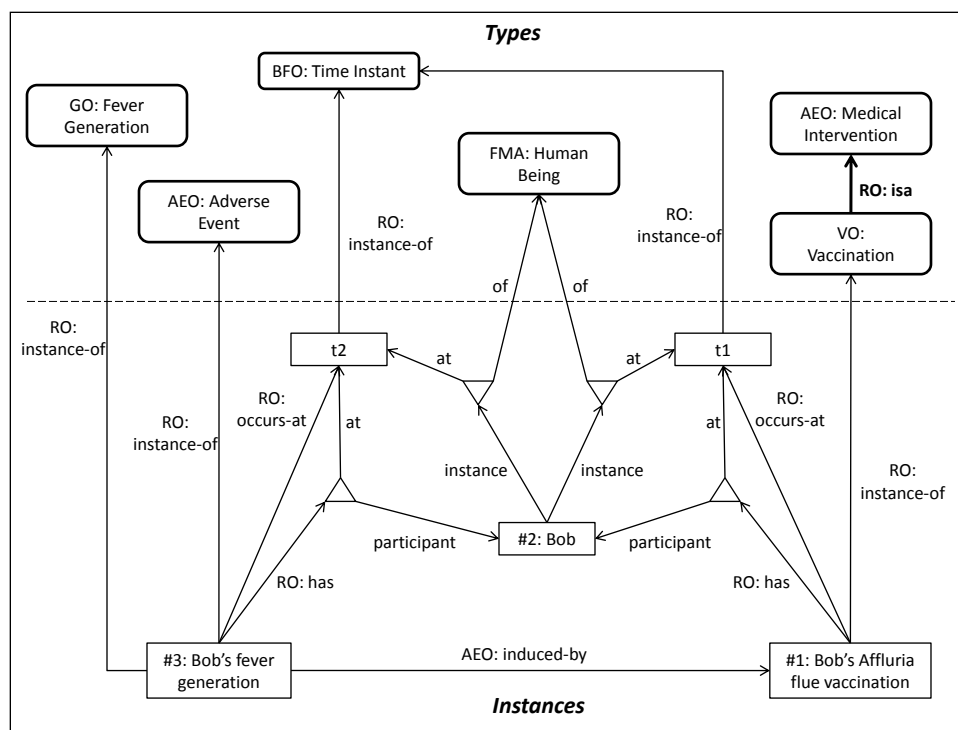 Types
BFO: Time Instant
GO: Fever
Generation
AEO: Medical
Intervention
FMA: Human
Being
RO: isa
AEO: Adverse
Event
VO:
Vaccination
RO:
instance-of
RO:
instance-of
of
of
RO:
instance-of
t2
t1
at
at
RO:
occurs-at
RO:
occurs-at
at
at
RO:
instance-of
instance
instance
RO:
instance-of
#2: Bob
participant
participant
RO: has
RO: has
#3: Bob's fever
generation
AEO: induced-by
#1: Bob's Affluria
flue vaccination
Instances